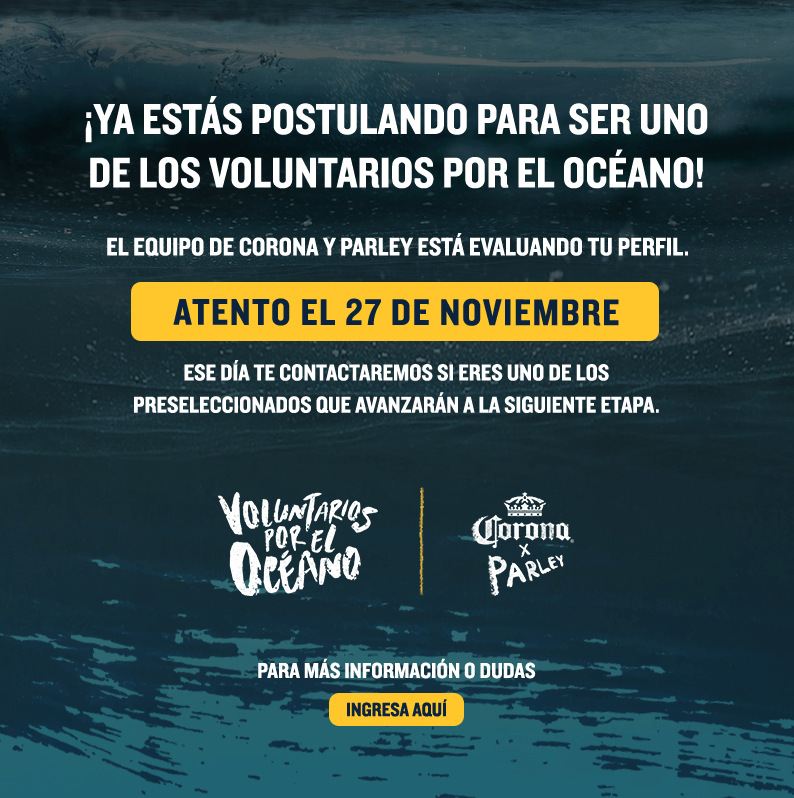 ¡YA ESTÁS POSTULANDO PARA SER UNO
DE LOS VOLUNTARIOS POR EL OCÉANO!
EL EQUIPO DE CORONA Y PARLEY ESTÁ EVALUANDO TU PERFIL.
ATENTO EL 27 DE NOVIEMBRE
ESE DÍA TE CONTACTAREMOS SI ERES UNO DE LOS
PRESELECCIONADOS QUE AVANZARÁN A LA SIGUIENTE ETAPA.
VOLUNTARIOS
POR EL
OCÉANO
Corona
X
PARLEY
PARA MÁS INFORMACIÓN O DUDAS
INGRESA AQUÍ